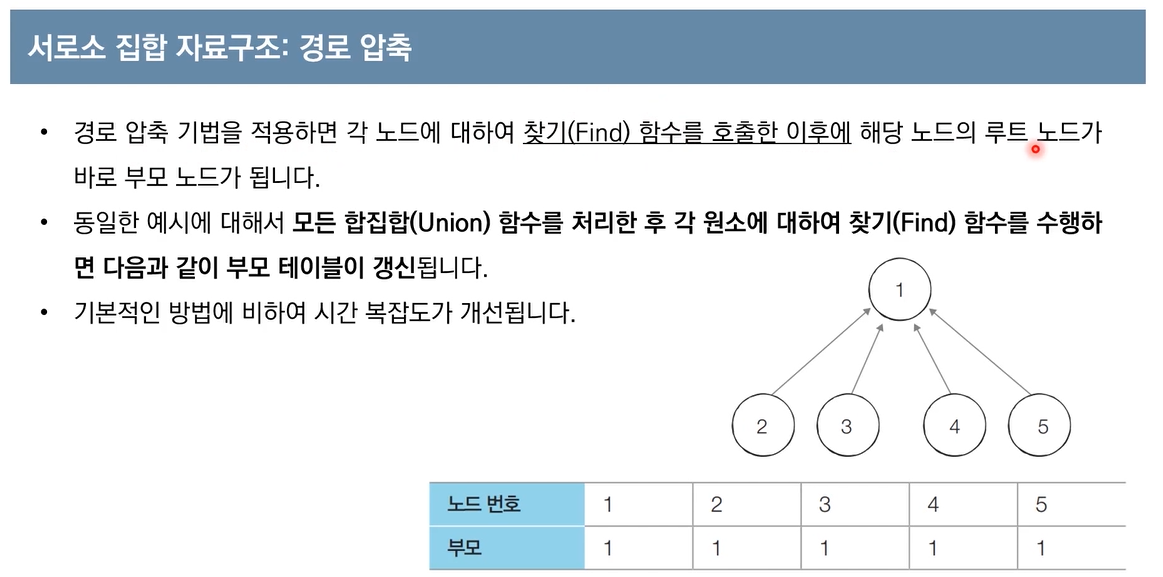 서로소 집합 자료구조: 경로 압축
• 경로 압축 기법을 적용하면 각 노드에 대하여 찾기(Find) 함수를 호출한 이후에 해당 노드의 루트 노드가
바로 부모 노드가 됩니다.
• 동일한 예시에 대해서 모든 합집합(Union) 함수를 처리한 후 각 원소에 대하여 찾기(Find) 함수를 수행하
면 다음과 같이 부모 테이블이 갱신됩니다.
• 기본적인 방법에 비하여 시간 복잡도가 개선됩니다.
1
2 3 4 5
노드 번호 1 2 3 4 5
부모 1 1 1 1 1